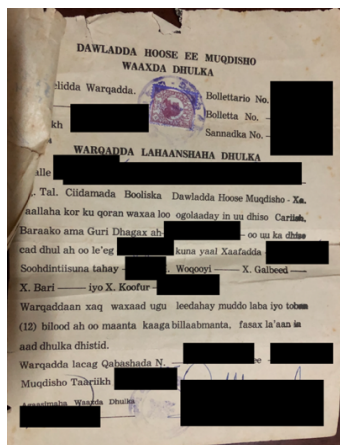 DAWLADDA HOOSE EE MUQDISHO
WAAXDA DHULKA
elidda Warqadda.
Bollettario No.
Bolletta No. -
kh
Sannadka No. -
WARQADDA LAHAANSHAHA DHULKA
alle
Tal. Ciidamada Booliska Dawladda Hoose Muqdisho - Xa.
aallaha kor ku qoran waxaa loo ogolaaday in uu dhiso Cariish,
Baraako ama Guri Dhagax ah- - oo uu ka dhiso
cad dhul ah oo le'eg kuna yaal Xaafadda
Soohdintiisuna tahay - . Woqooyi — X. Galbeed —
X. Bari — iyo X. Koofur -
Warqaddaan xaq waxaad ugu leedahay muddo laba iyo toban
(12) bilood ah oo maanta kaaga billaabmanta, fasax la'aan
aad dhulka dhistid.
Warqadda lacag Qabashada N. ee -
Muqdisho Taariikh
Waaxda Dhulka